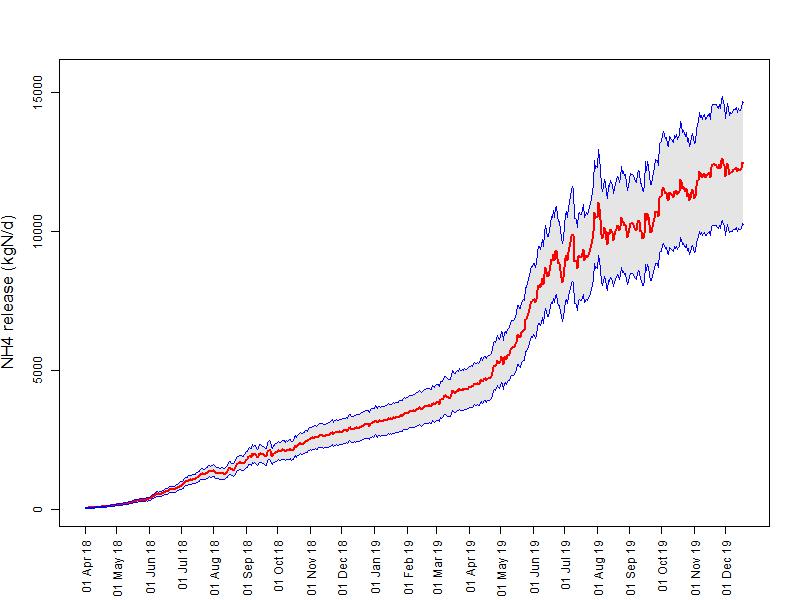 NH4 release (kgN/d)
15000
10000
5000
0
01 Apr 18
01 May 18
01 Jun 18
01 Jul 18
01 Aug 18
01 Sep 18
01 Oct 18
01 Nov 18
01 Dec 18
01 Jan 19
01 Feb 19
01 Mar 19
01 Apr 19
01 May 19
01 Jun 19
01 Jul 19
01 Aug 19
01 Sep 19
01 Oct 19
01 Nov 19
01 Dec 19